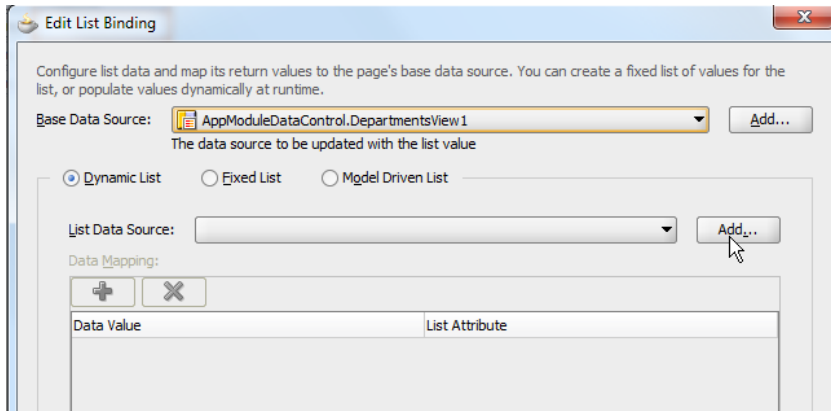 Edit List Binding
Configure list data and map its return values to the page's base data source. You can create a fixed list of values for the
list, or populate values dynamically at runtime.
Base Data Source: AppModuleDataControl.DepartmentsView1 Add...
The data source to be updated with the list value
Dynamic List Fixed List Model Driven List
List Data Source: Add...
Data Mapping:
Data Value List Attribute